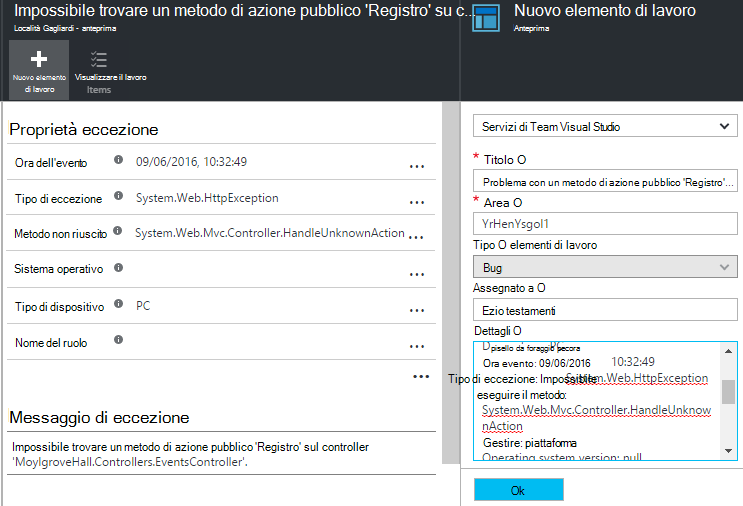 Impossibile trovare un metodo di azione pubblico 'Registro' su c...
Località Gagliardi - anteprima
Nuovo elemento
di lavoro
Visualizzare il lavoro
Items
Proprietà eccezione
Ora dell'evento 09/06/2016, 10:32:49 ...
Tipo di eccezione System.Web.HttpException ...
Metodo non riuscito System.Web.Mvc.Controller.HandleUnknownAction ...
Sistema operativo ...
Tipo di dispositivo PC ...
Nome del ruolo ...
...
Messaggio di eccezione
Impossibile trovare un metodo di azione pubblico 'Registro' sul controller
'MoylgroveHall.Controllers.EventsController'.
Nuovo elemento di lavoro
Anteprima
Servizi di Team Visual Studio
* Titolo O
Problema con un metodo di azione pubblico 'Registro'...
* Area O
YrHenYsgol1
Tipo O elementi di lavoro
Bug
Assegnato a O
Ezio testamenti
Dettagli O
pisello da foraggio pecora
Ora evento: 09/06/2016 10:32:49
Tipo di eccezione: Impossibile System.Web.HttpException
eseguire il metodo:
System.Web.Mvc.Controller.HandleUnknow
nAction
Gestire: piattaforma
Operating system version: null
Ok